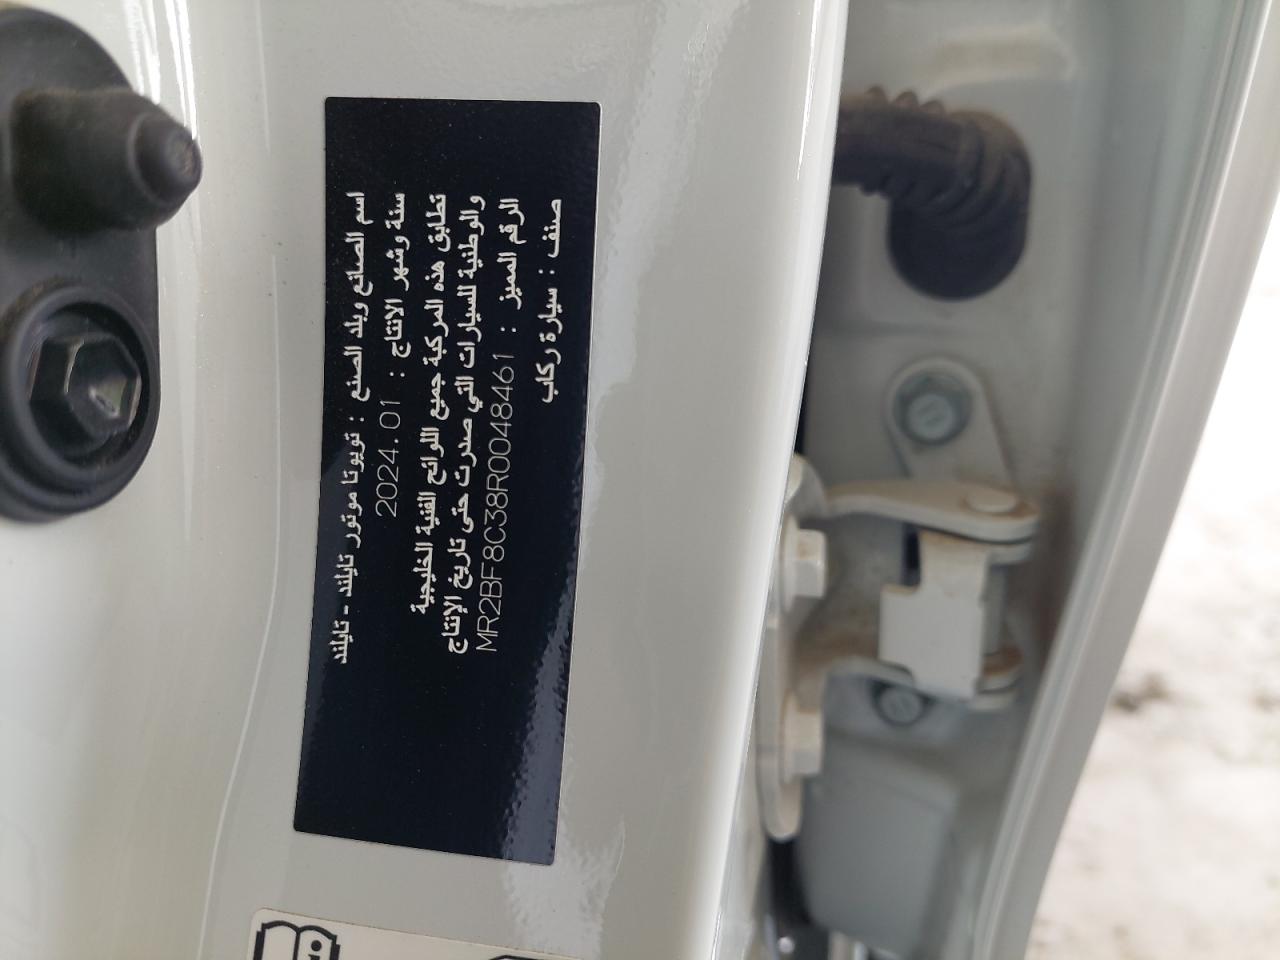 اسم الصانع وبلد الصنع : تويوتا موتور تايلند - تايلند
سنة وشهر الانتاج : 2024.01
تطابق هذه المركبة جميع اللوائح الفنية الخليجية
والوطنية للسيارات التي صدرت حتى تاريخ الإنتاج
الرقم المميز : MR2BF8C38R0048461
صنف : سيارة ركاب